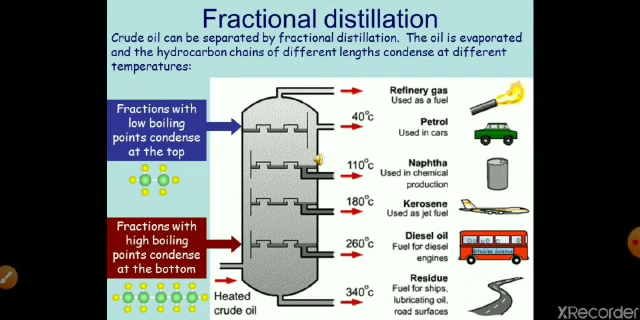 Fractional distillation
Crude oil can be separated by fractional distillation. The oil is evaporated
and the hydrocarbon chains of different lengths condense at different
temperatures:
Fractions with
low boiling
points condense
at the top
Fractions with
high boiling
points condense
at the bottom
Heated
crude oil
Refinery gas
Used as a fuel
40°c
Petrol
Used in cars
110°c
Naphtha
Used in chemical
production
180°c
Kerosene
Used as jet fuel
260°c
Diesel oil
Fuel for diesel
engines
340°c
Residue
Fuel for ships,
lubricating oil,
road surfaces
XRecorder